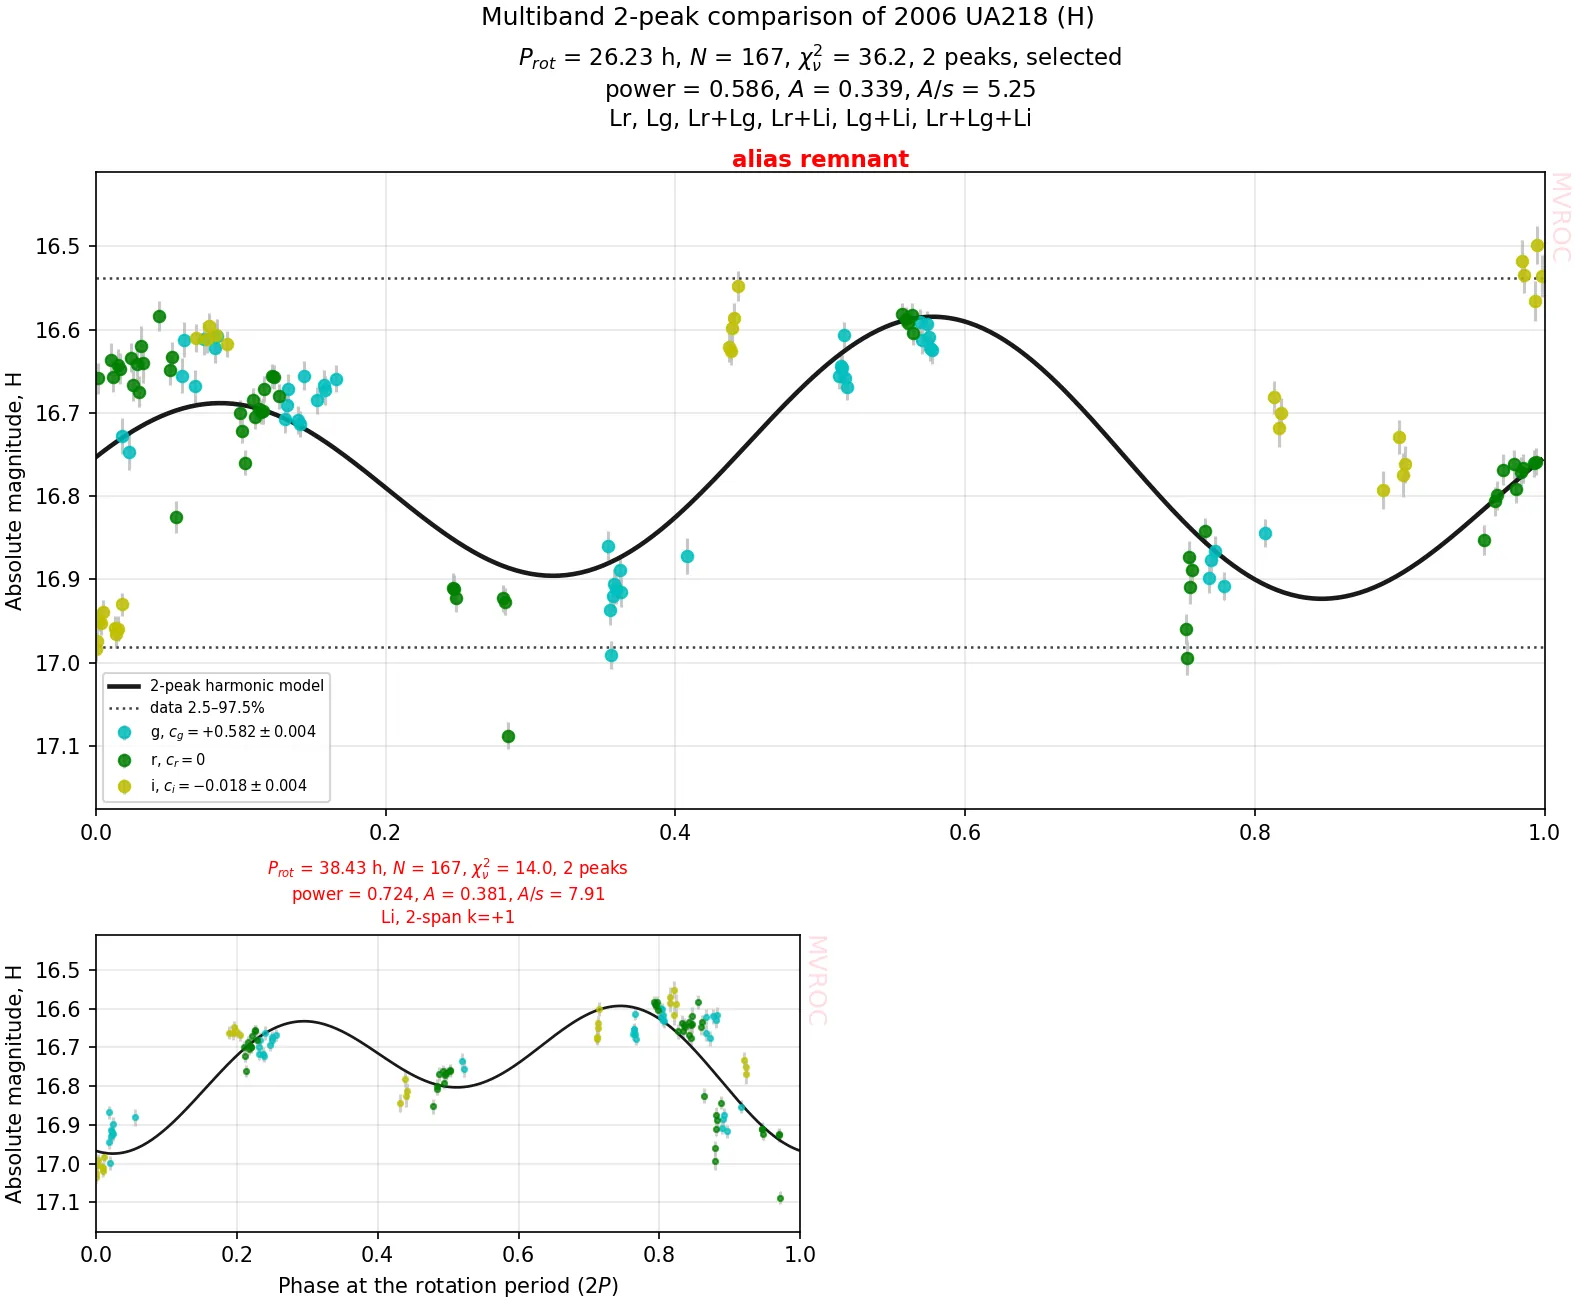 Multiband 2-peak comparison of 2006 UA218 (H)
P_rot = 26.23 h, N = 167, χ²_ν = 36.2, 2 peaks, selected
power = 0.586, A = 0.339, A/s = 5.25
Lr, Lg, Lr+Lg, Lr+Li, Lg+Li, Lr+Lg+Li
alias remnant
MVROC
Absolute magnitude, H
16.5
16.6
16.7
16.8
16.9
17.0
17.1
2-peak harmonic model
data 2.5–97.5%
g, c_g = +0.582 ± 0.004
r, c_r = 0
i, c_i = −0.018 ± 0.004
0.0 0.2 0.4 0.6 0.8 1.0
P_rot = 38.43 h, N = 167, χ²_ν = 14.0, 2 peaks
power = 0.724, A = 0.381, A/s = 7.91
Li, 2-span k=+1
MVROC
Absolute magnitude, H
16.5
16.6
16.7
16.8
16.9
17.0
17.1
0.0 0.2 0.4 0.6 0.8 1.0
Phase at the rotation period (2P)